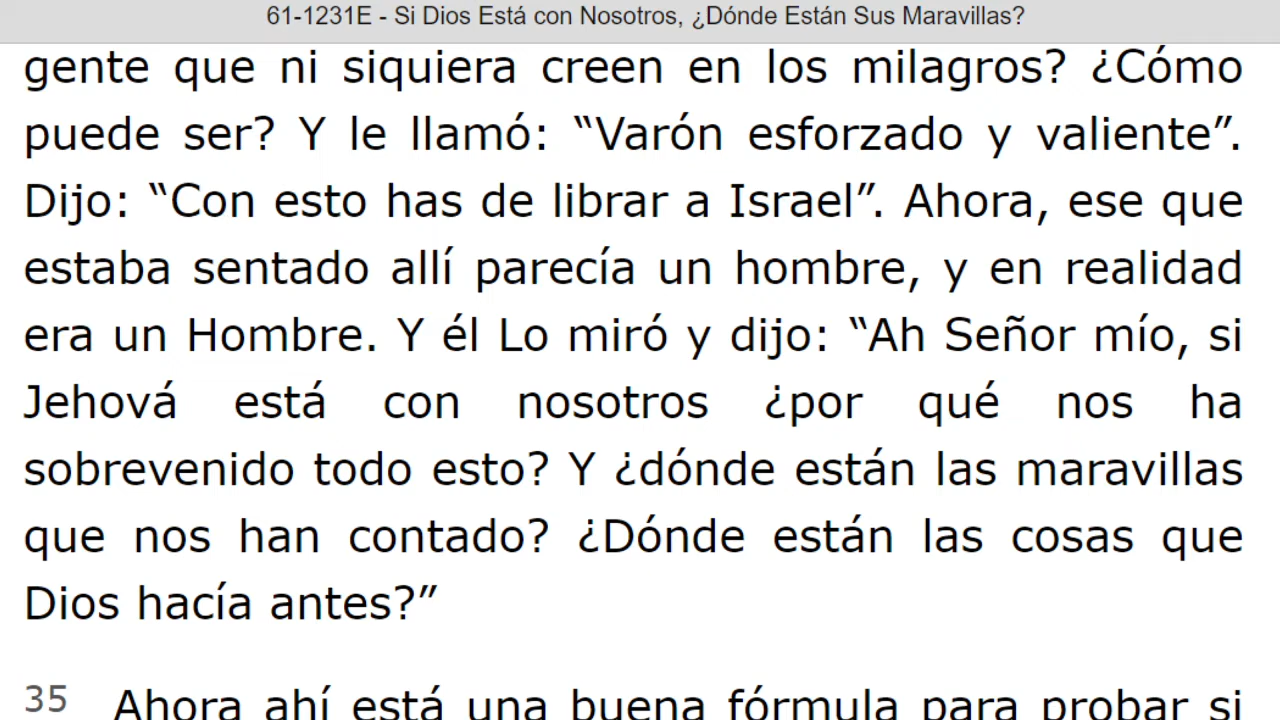 61-1231E - Si Dios Está con Nosotros, ¿Dónde Están Sus Maravillas?
gente que ni siquiera creen en los milagros? ¿Cómo
puede ser? Y le llamó: “Varón esforzado y valiente”.
Dijo: “Con esto has de librar a Israel”. Ahora, ese que
estaba sentado allí parecía un hombre, y en realidad
era un Hombre. Y él Lo miró y dijo: “Ah Señor mío, si
Jehová está con nosotros ¿por qué nos ha
sobrevenido todo esto? Y ¿dónde están las maravillas
que nos han contado? ¿Dónde están las cosas que
Dios hacía antes?”
35 Ahora ahí está una buena fórmula para probar si